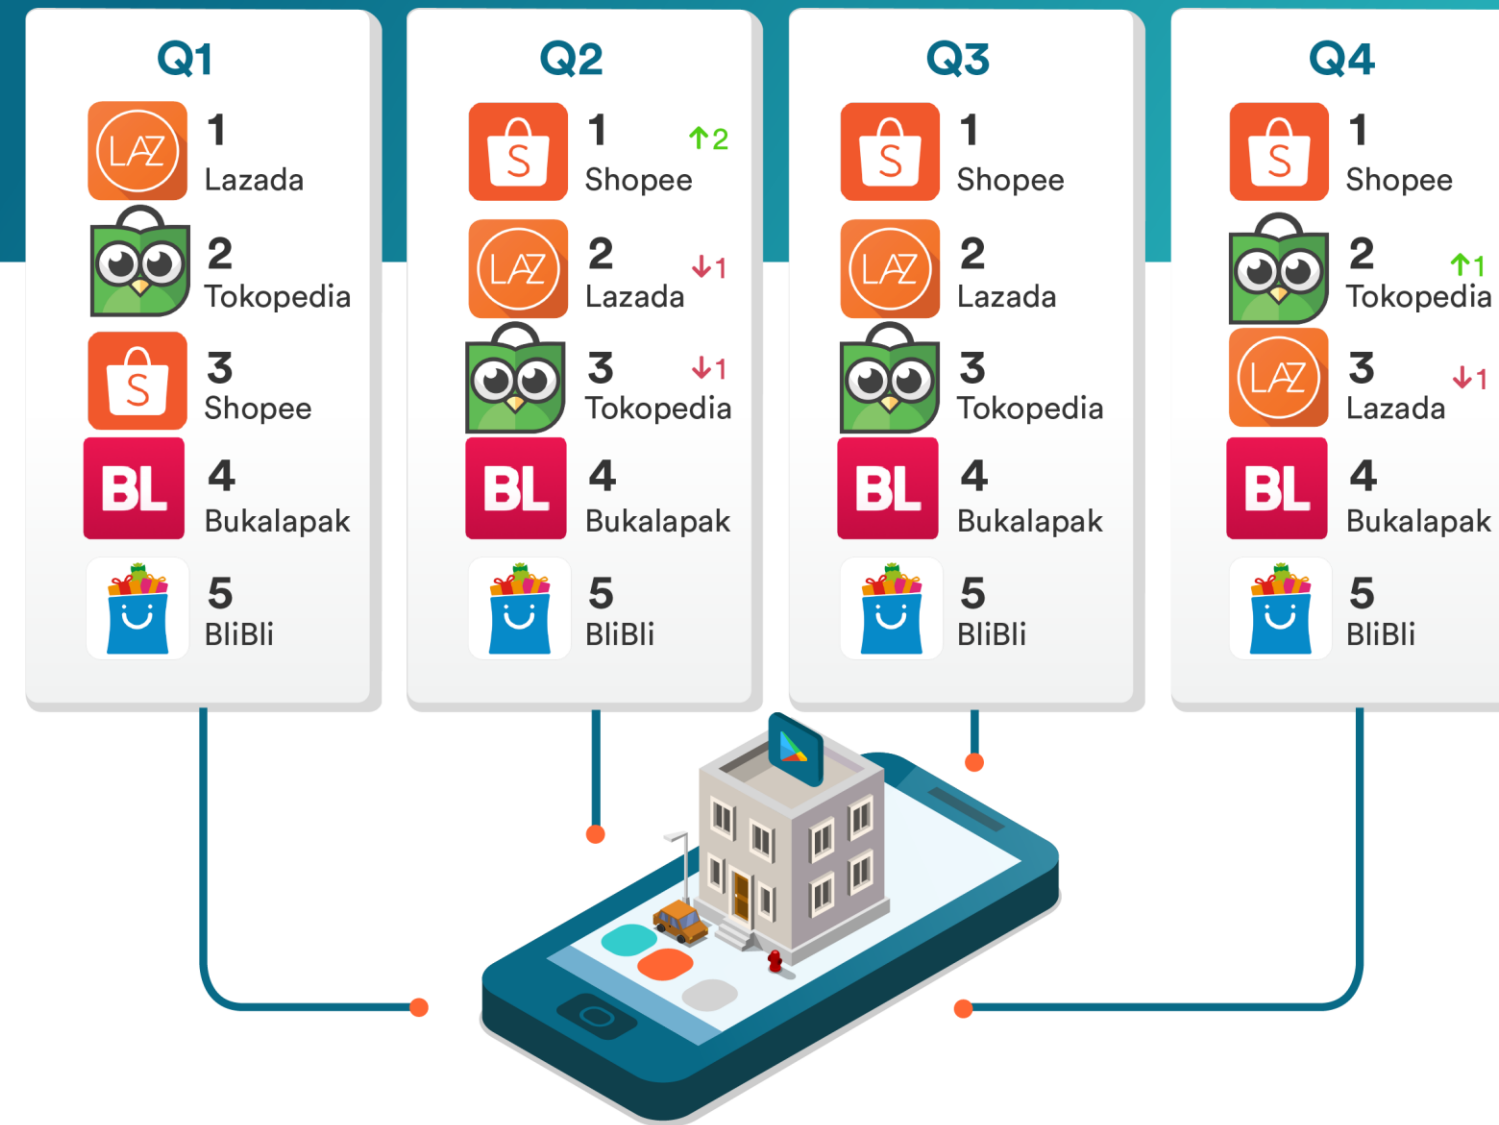 Q1
LAZ
1
Lazada
2
Tokopedia
S
3
Shopee
BL
4
Bukalapak
5
BliBli
Q2
S
1 ↑2
Shopee
LAZ
2 ↓1
Lazada
3 ↓1
Tokopedia
BL
4
Bukalapak
5
BliBli
Q3
S
1
Shopee
LAZ
2
Lazada
3
Tokopedia
BL
4
Bukalapak
5
BliBli
Q4
S
1
Shopee
2 ↑1
Tokopedia
LAZ
3 ↓1
Lazada
BL
4
Bukalapak
5
BliBli